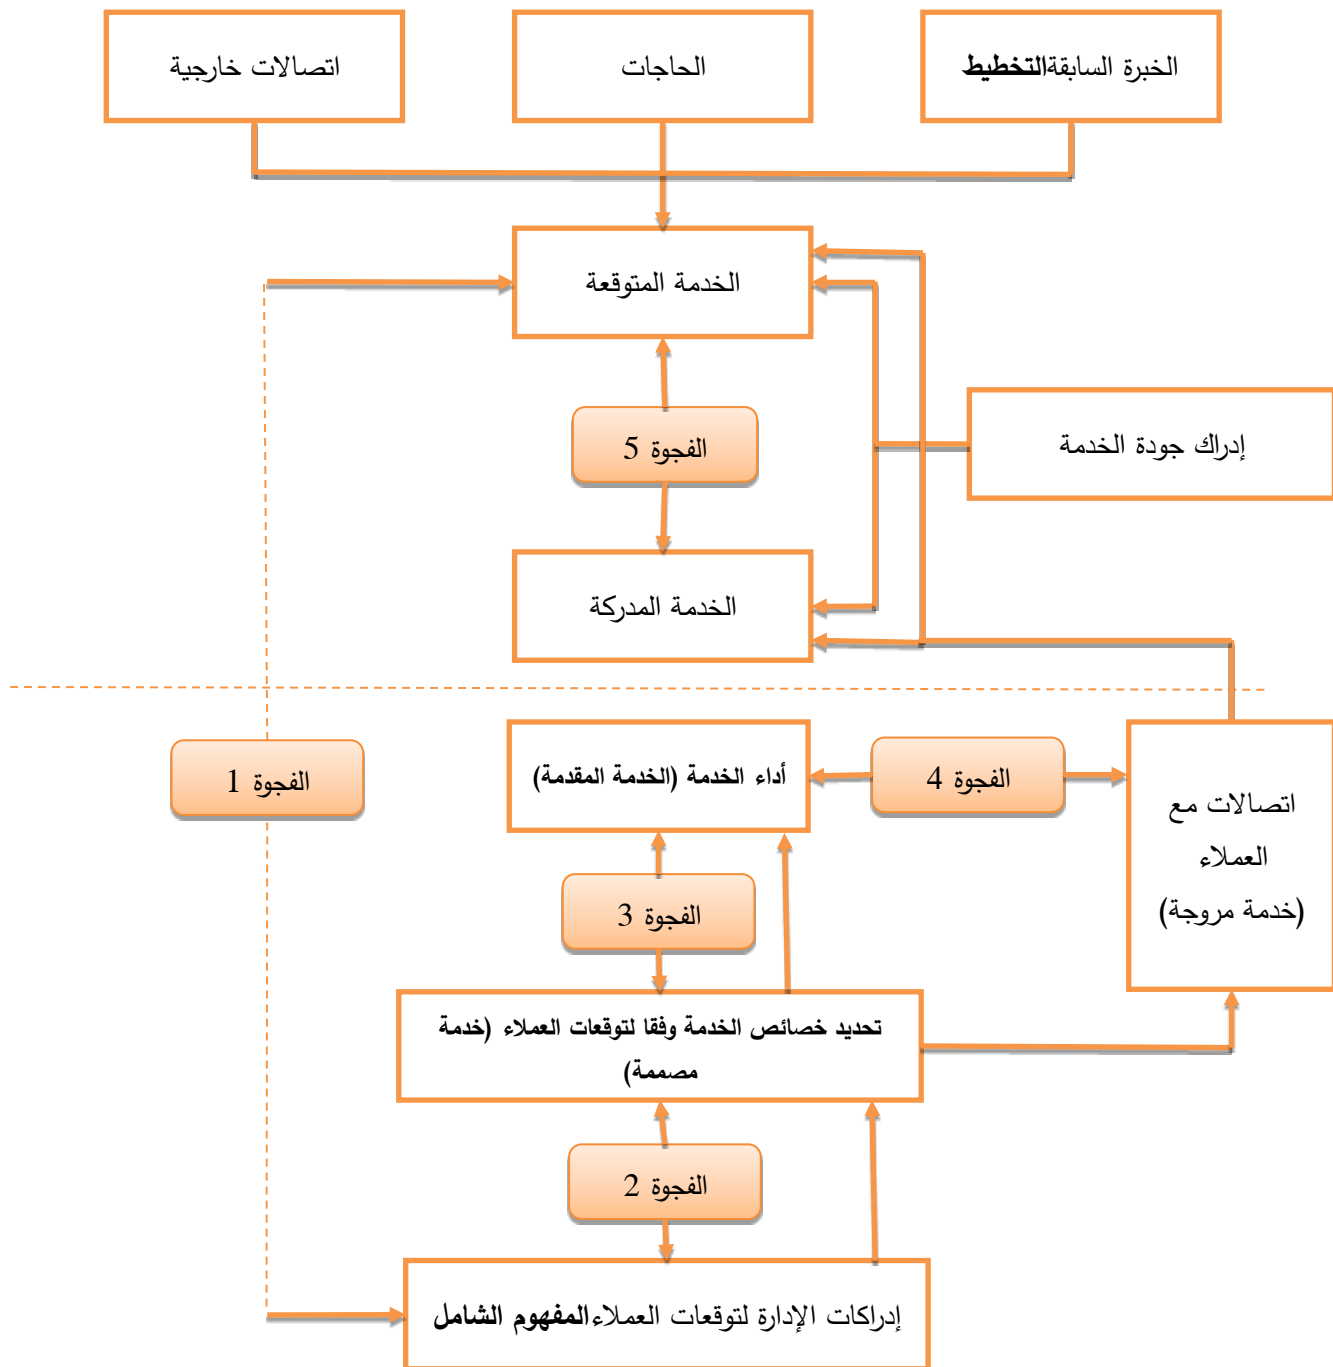 الخبرة السابقةالتخطيط
الحاجات
اتصالات خارجية
الخدمة المتوقعة
الفجوة 5
إدراك جودة الخدمة
الخدمة المدركة
أداء الخدمة (الخدمة المقدمة)
الفجوة 4
اتصالات مع
العملاء
(خدمة مروجة)
الفجوة 1
الفجوة 3
تحديد خصائص الخدمة وفقا لتوقعات العملاء (خدمة
مصممة)
الفجوة 2
إدراكات الإدارة لتوقعات العملاءالمفهوم الشامل